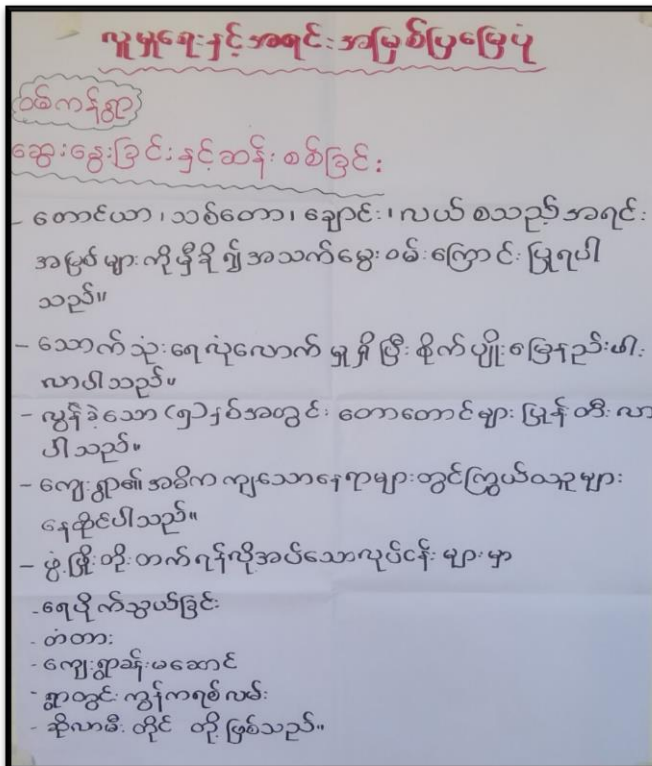 လူမှုရေးနှင့်အရင်းအမြစ်ပြမြေပုံ
ဝမ်ကန်ရွာ
ဆွေးနွေးခြင်းနှင့်ဆန်းစစ်ခြင်း
- တောင်ယာ၊သစ်တော၊ချောင်း၊လယ် စသည့်အရင်း
အမြစ်များကိုမှီခို၍အသက်မွေးဝမ်းကြောင်းပြုရပါ
သည်။
- သောက်သုံးရေလုံလောက်မှုရှိပြီးစိုက်ပျိုးမြေနည်းပါး
လာပါသည်။
- လွန်ခဲ့သော(၅)နှစ်အတွင်းတောတောင်များပြုန်းတီးလာ
ပါသည်။
- ကျေးရွာ၏အဓိကကျသောနေရာများတွင်ကြွယ်ဝသူများ
နေထိုင်ပါသည်။
- ဖွံ့ဖြိုးတိုးတက်ရန်လိုအပ်သောလုပ်ငန်းများမှာ
- ရေပိုက်သွယ်ခြင်း
- တံတား
- ကျေးရွာခန်းမဆောင်
- ရွာတွင်းကွန်ကရစ်လမ်း
- ဆိုလာမီးတိုင် တို့ဖြစ်သည်။